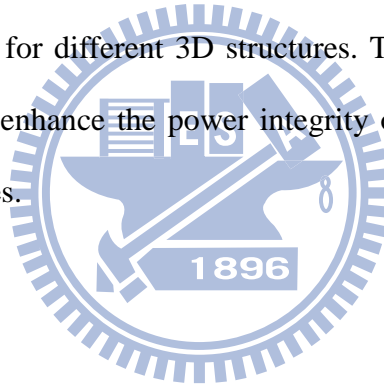 for different 3D structures. T
enhance the power integrity
es.
E S A
1896